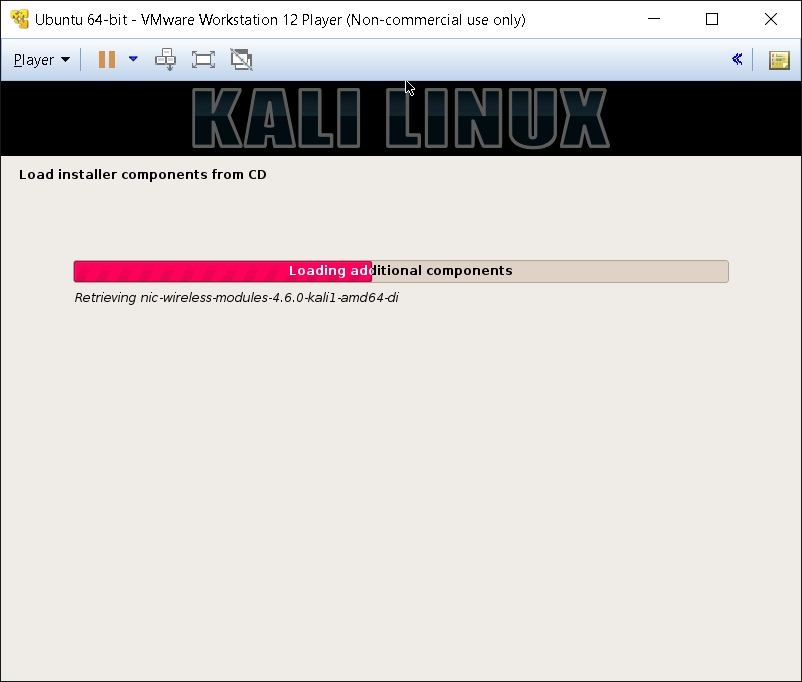 Ubuntu 64-bit - VMware Workstation 12 Player (Non-commercial use only)
Player
KALI LINUX
Load installer components from CD
Loading additional components
Retrieving nic-wireless-modules-4.6.0-kali1-amd64-di